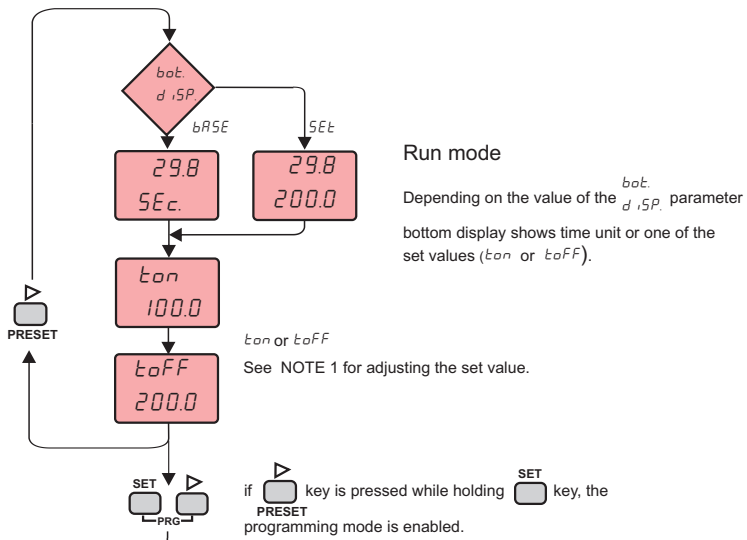 bot.
diSP.
bASE
SEt
29.8
SEc.
29.8
200.0
Run mode
Depending on the value of the bot. diSP. parameter
bottom display shows time unit or one of the
set values (ton or toFF).
ton
100.0
PRESET
ton or toFF
See NOTE 1 for adjusting the set value.
toFF
200.0
SET
PRG
if PRESET key is pressed while holding SET key, the
programming mode is enabled.